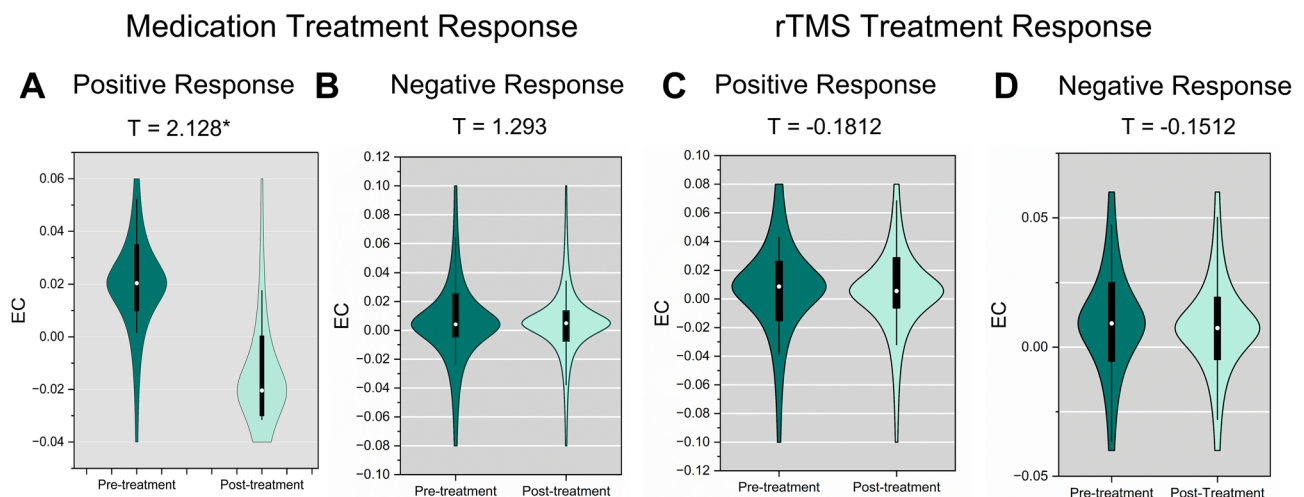 Medication Treatment Response
rTMS Treatment Response
A Positive Response
T = 2.128*
EC
0.06
0.04
0.02
0.00
−0.02
−0.04
Pre-treatment Post-treatment
B Negative Response
T = 1.293
EC
0.12
0.10
0.08
0.06
0.04
0.02
0.00
−0.02
−0.04
−0.06
−0.08
−0.10
Pre-treatment Post-treatment
C Positive Response
T = -0.1812
EC
0.10
0.08
0.06
0.04
0.02
0.00
−0.02
−0.04
−0.06
−0.08
−0.10
−0.12
Pre-treatment Post-treatment
D Negative Response
T = -0.1512
EC
0.05
0.00
−0.05
Pre-treatment Post-Treatment